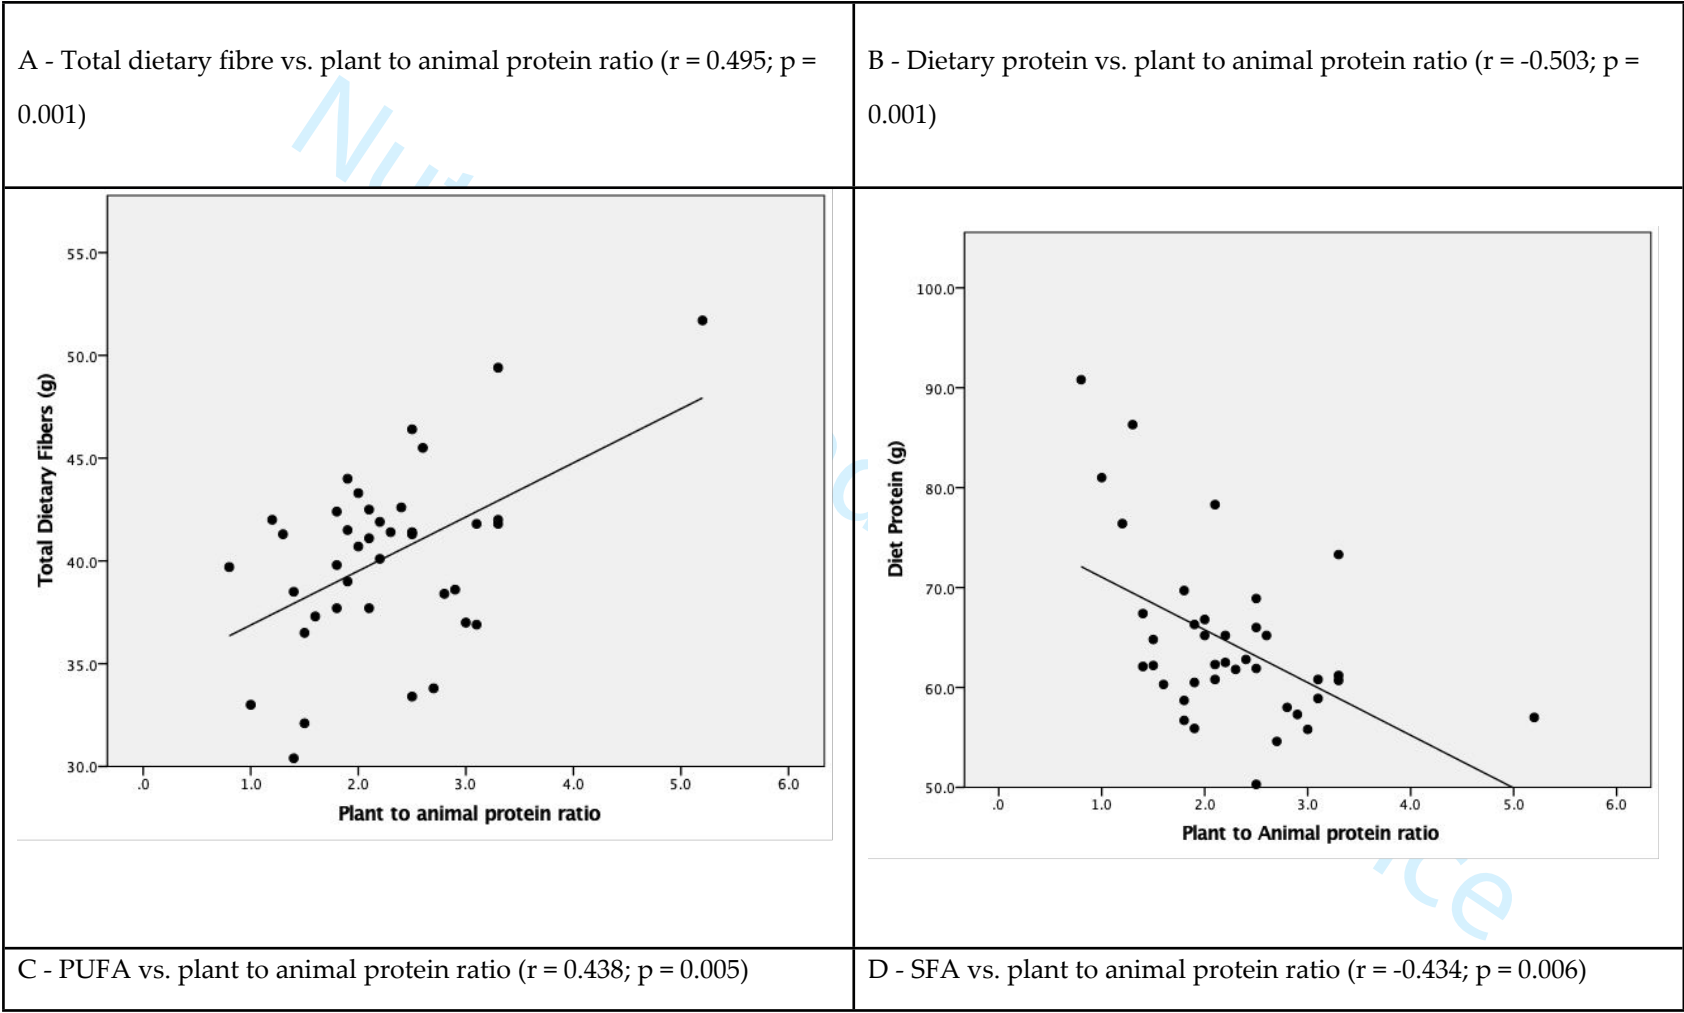 A - Total dietary fibre vs. plant to animal protein ratio (r = 0.495; p =
0.001)
B - Dietary protein vs. plant to animal protein ratio (r = -0.503; p =
0.001)
55.0
50.0
45.0
40.0
35.0
30.0
Total Dietary Fibers (g)
.0 1.0 2.0 3.0 4.0 5.0 6.0
Plant to animal protein ratio
100.0
90.0
80.0
70.0
60.0
50.0
Diet Protein (g)
.0 1.0 2.0 3.0 4.0 5.0 6.0
Plant to Animal protein ratio
C - PUFA vs. plant to animal protein ratio (r = 0.438; p = 0.005)
D - SFA vs. plant to animal protein ratio (r = -0.434; p = 0.006)